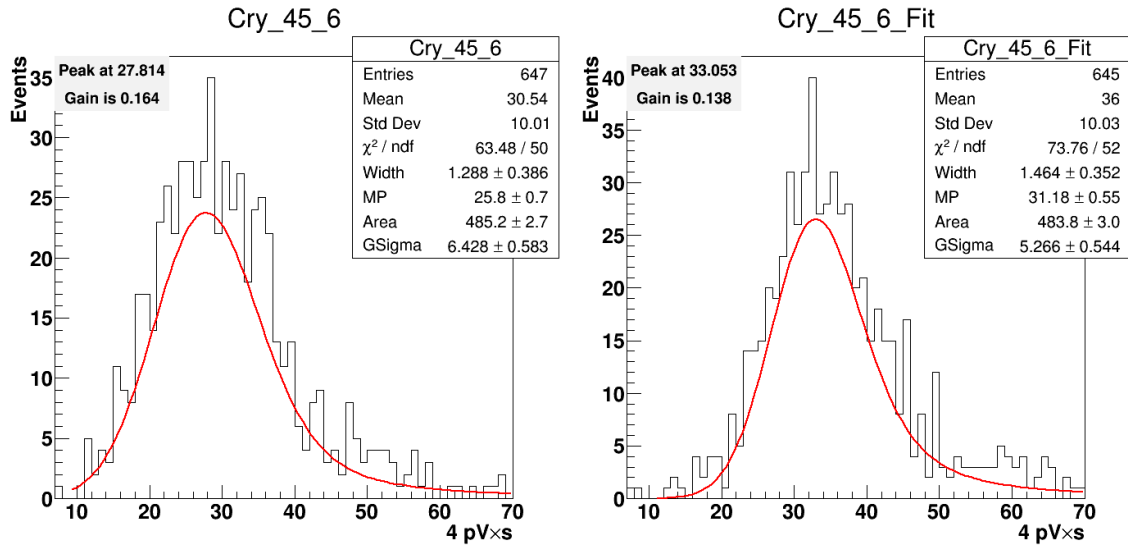 Cry_45_6
Cry_45_6
Entries 647
Mean 30.54
Std Dev 10.01
χ² / ndf 63.48 / 50
Width 1.288 ± 0.386
MP 25.8 ± 0.7
Area 485.2 ± 2.7
GSigma 6.428 ± 0.583
Peak at 27.814
Gain is 0.164
Events
35
30
25
20
15
10
5
0
10 20 30 40 50 60 70
4 pV×s
Cry_45_6_Fit
Cry_45_6_Fit
Entries 645
Mean 36
Std Dev 10.03
χ² / ndf 73.76 / 52
Width 1.464 ± 0.352
MP 31.18 ± 0.55
Area 483.8 ± 3.0
GSigma 5.266 ± 0.544
Peak at 33.053
Gain is 0.138
Events
40
35
30
25
20
15
10
5
0
10 20 30 40 50 60 70
4 pV×s